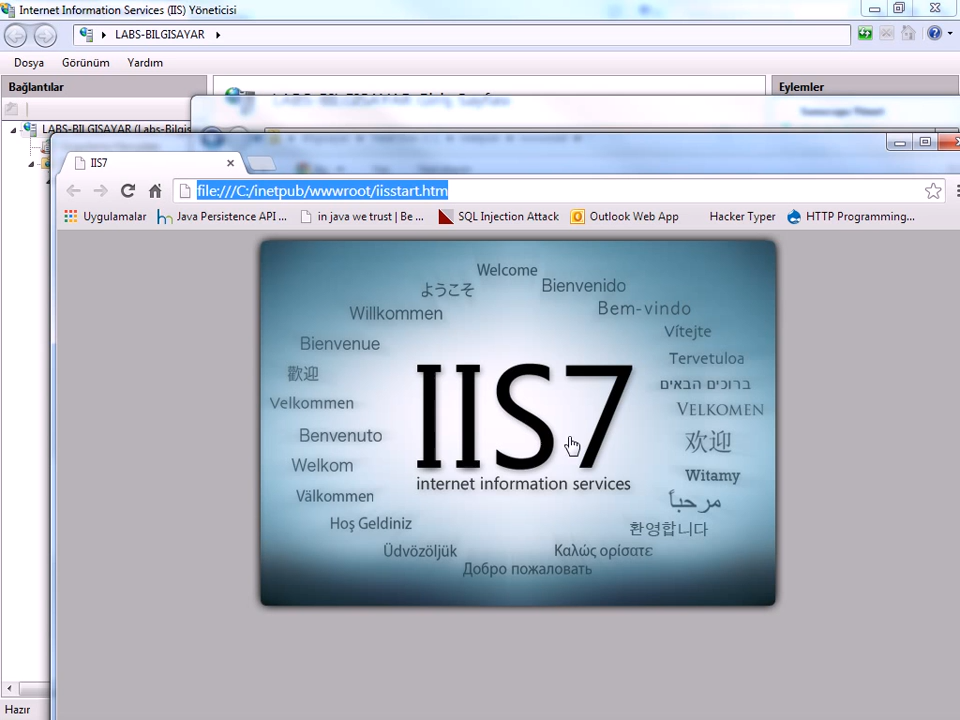 Internet Information Services (IIS) Yöneticisi
LABS-BILGISAYAR
Dosya Görünüm Yardım
Bağlantılar
Eylemler
LABS-BILGISAYAR Giriş Sayfası
LABS-BILGISAYAR (Labs-Bilgis
IIS7
file:///C:/inetpub/wwwroot/iisstart.htm
Uygulamalar Java Persistence API ... in java we trust | Be ... SQL Injection Attack Outlook Web App Hacker Typer HTTP Programming...
Welcome
Bienvenido
ようこそ
Bem-vindo
Willkommen
Vítejte
Bienvenue
Tervetuloa
歡迎
ברוכים הבאים
Velkommen
VELKOMEN
Benvenuto
欢迎
Welkom
Witamy
Välkommen
مرحباً
Hoş Geldiniz
환영합니다
Üdvözöljük
Καλώς ορίσατε
Добро пожаловать
IIS7
internet information services
Hazır